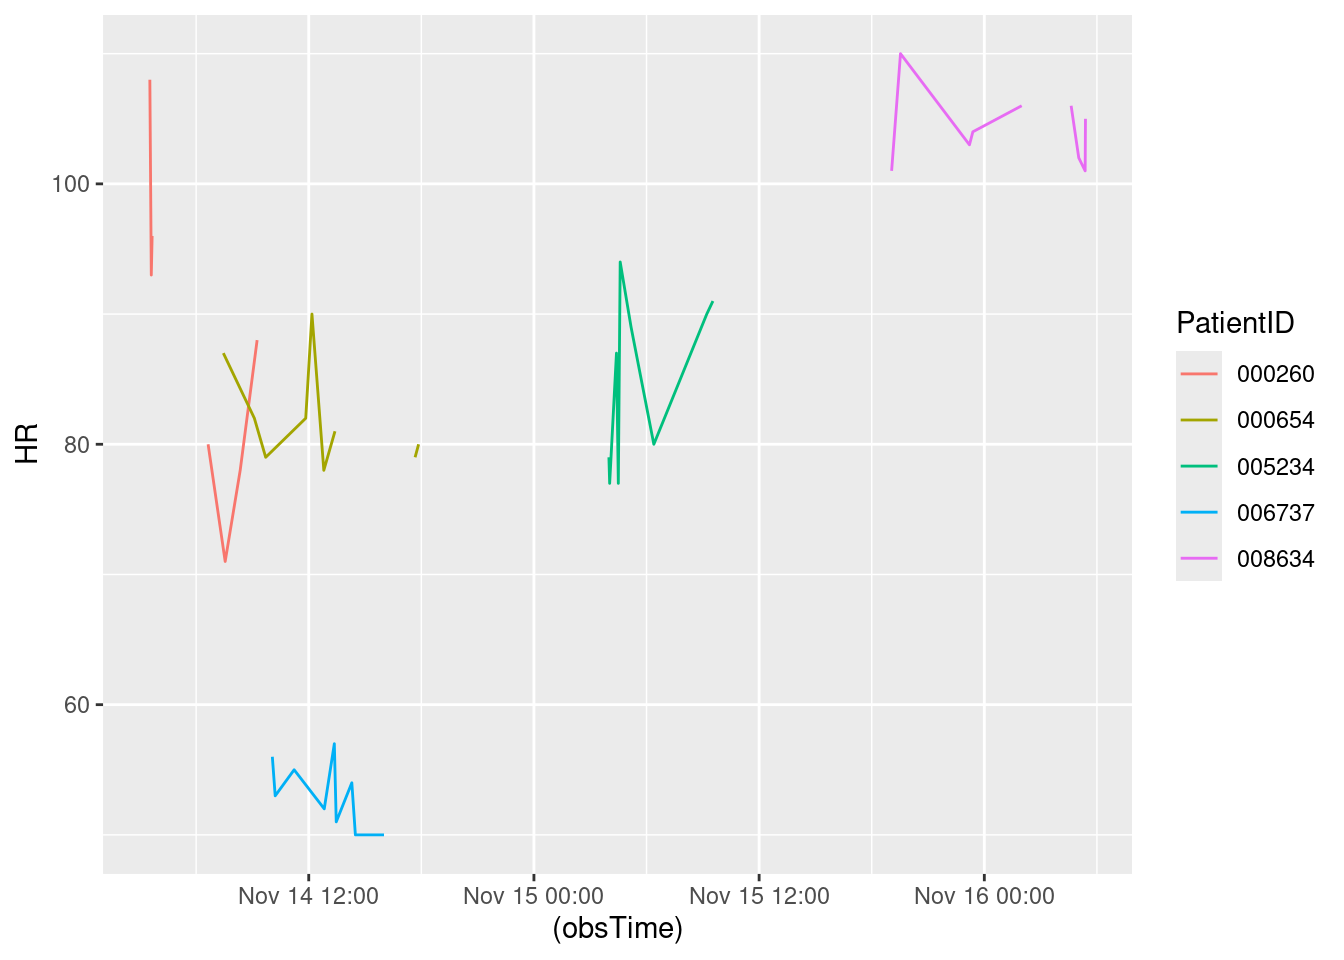 100
80
60
HR
Nov 14 12:00
Nov 15 00:00
Nov 15 12:00
Nov 16 00:00
(obsTime)
PatientID
000260
000654
005234
006737
008634